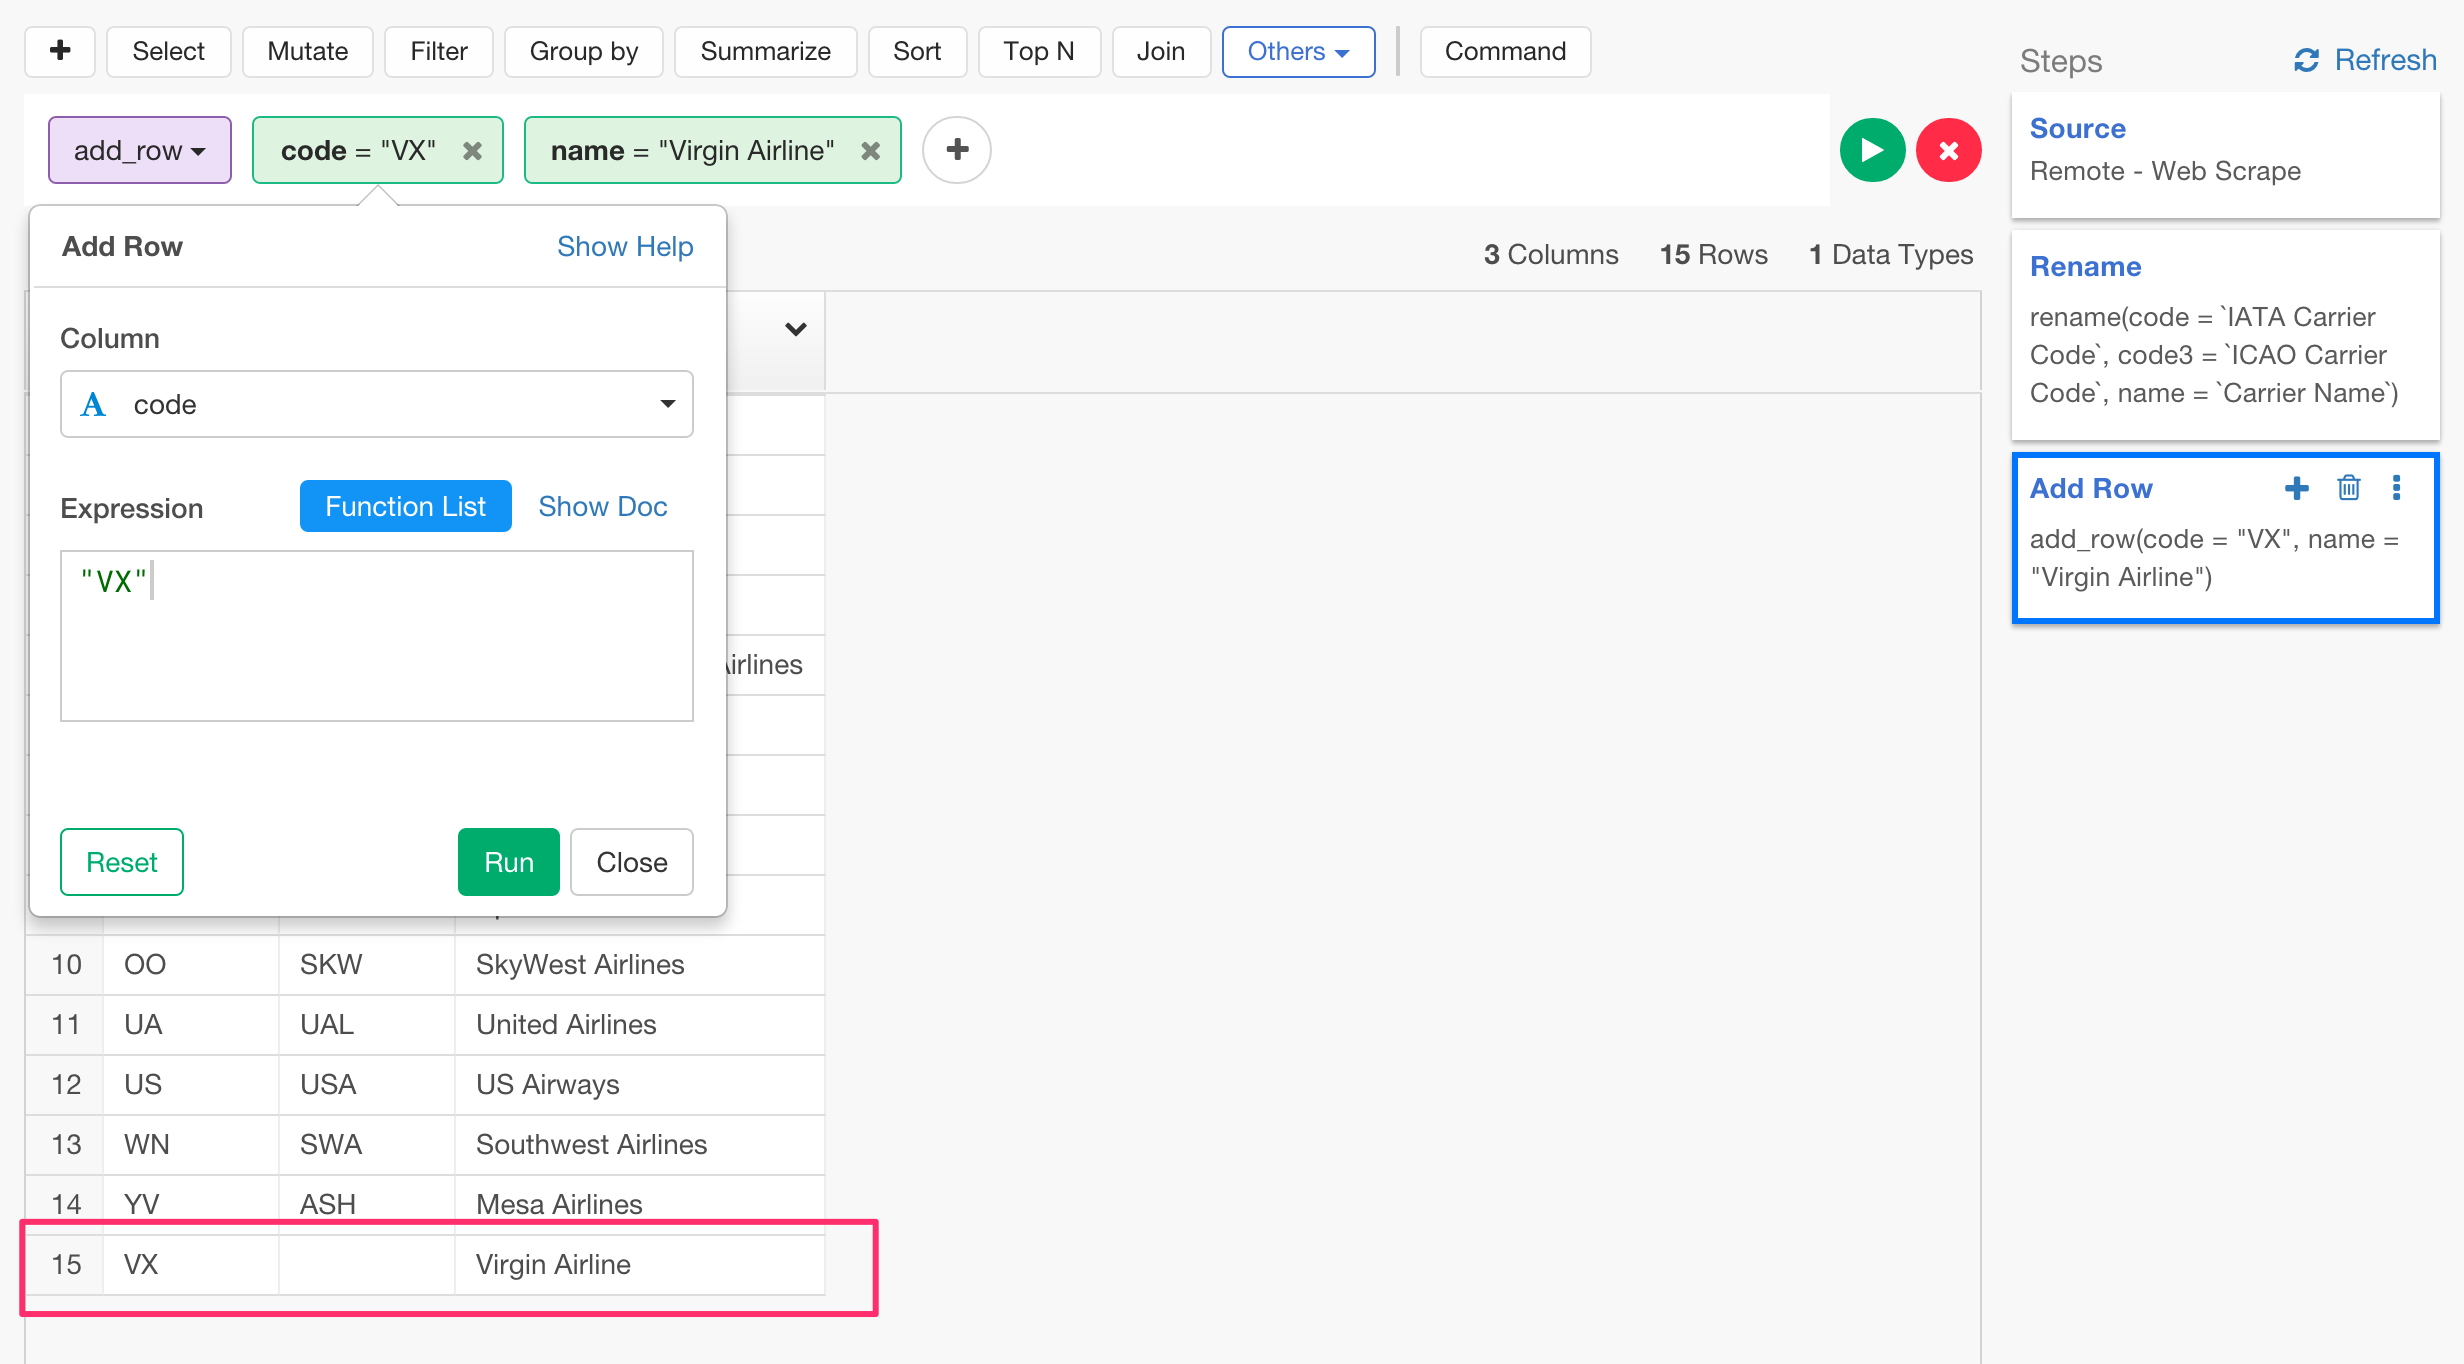 Select Mutate Filter Group by Summarize Sort Top N Join Others Command
add_row code = "VX" name = "Virgin Airline"
Add Row Show Help
Column
code
Expression Function List Show Doc
"VX"
Reset Run Close
3 Columns 15 Rows 1 Data Types
10 OO SKW SkyWest Airlines
11 UA UAL United Airlines
12 US USA US Airways
13 WN SWA Southwest Airlines
14 YV ASH Mesa Airlines
15 VX Virgin Airline
Steps Refresh
Source
Remote - Web Scrape
Rename
rename(code = `IATA Carrier
Code`, code3 = `ICAO Carrier
Code`, name = `Carrier Name`)
Add Row
add_row(code = "VX", name =
"Virgin Airline")